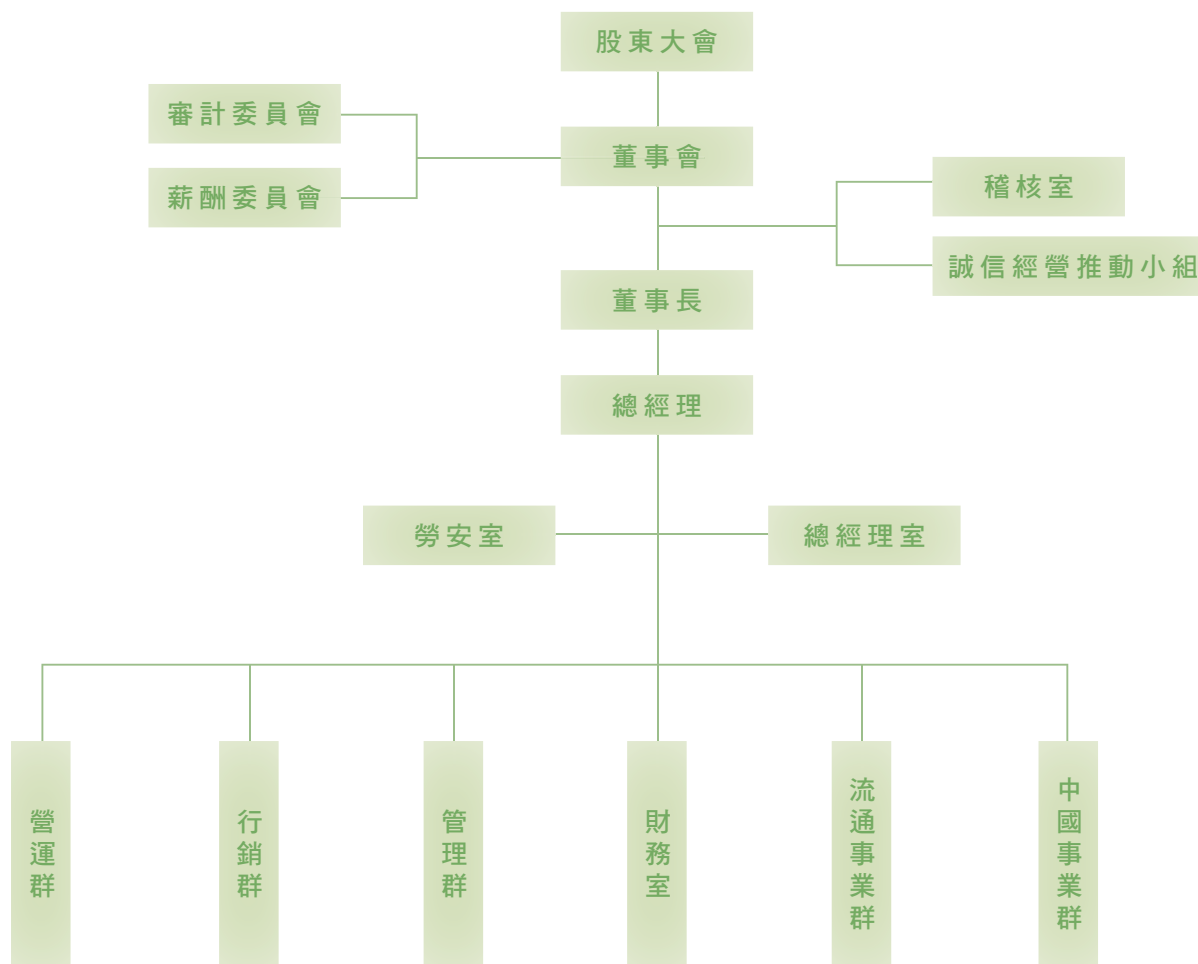 股東大會
審計委員會
董事會
薪酬委員會
稽核室
誠信經營推動小組
董事長
總經理
勞安室
總經理室
營運群
行銷群
管理群
財務室
流通事業群
中國事業群